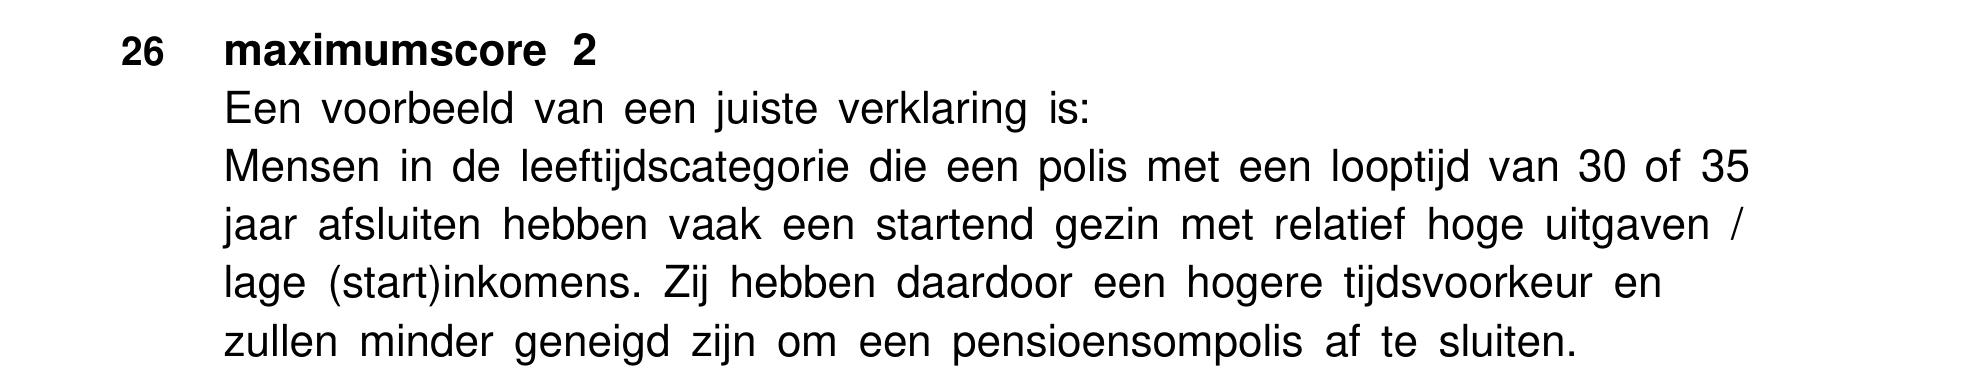 26 maximumscore 2
Een voorbeeld van een juiste verklaring is:
Mensen in de leeftijdscategorie die een polis met een looptijd van 30 of 35
jaar afsluiten hebben vaak een startend gezin met relatief hoge uitgaven /
lage (start)inkomens. Zij hebben daardoor een hogere tijdsvoorkeur en
zullen minder geneigd zijn om een pensioensompolis af te sluiten.